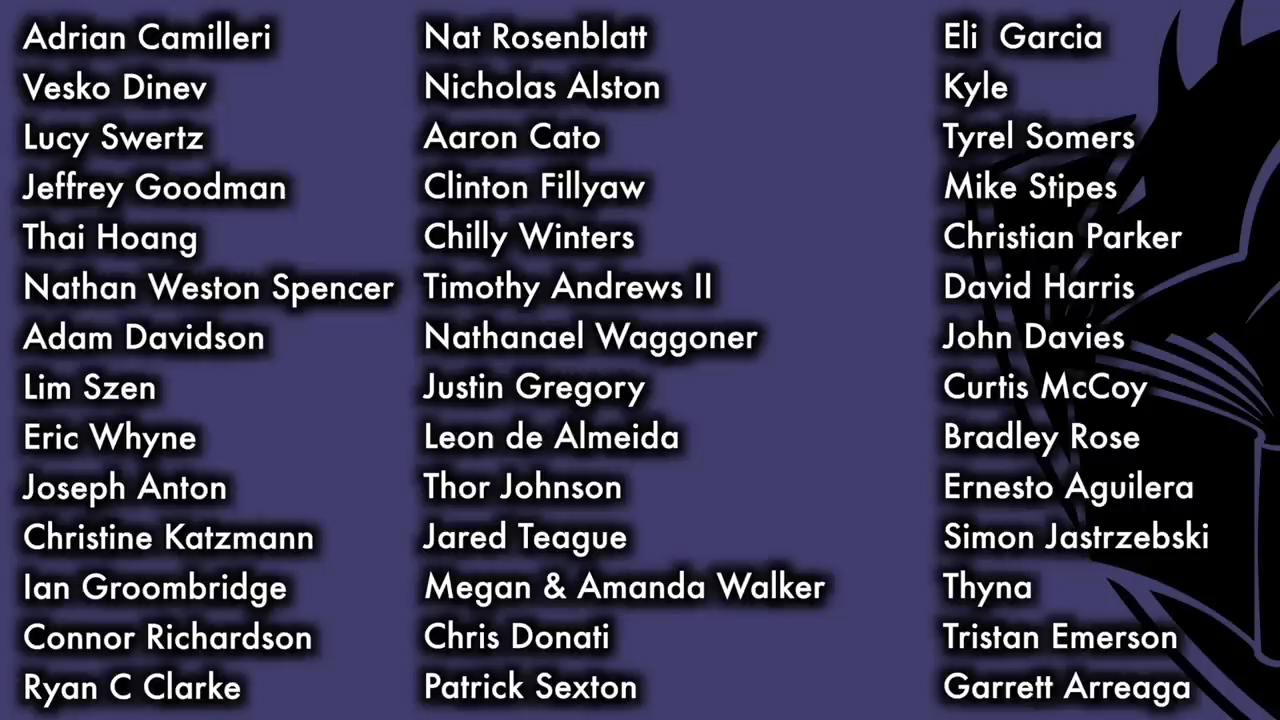 Adrian Camilleri
Vesko Dinev
Lucy Swertz
Jeffrey Goodman
Thai Hoang
Nathan Weston Spencer
Adam Davidson
Lim Szen
Eric Whyne
Joseph Anton
Christine Katzmann
Ian Groombridge
Connor Richardson
Ryan C Clarke
Nat Rosenblatt
Nicholas Alston
Aaron Cato
Clinton Fillyaw
Chilly Winters
Timothy Andrews II
Nathanael Waggoner
Justin Gregory
Leon de Almeida
Thor Johnson
Jared Teague
Megan & Amanda Walker
Chris Donati
Patrick Sexton
Eli  Garcia
Kyle
Tyrel Somers
Mike Stipes
Christian Parker
David Harris
John Davies
Curtis McCoy
Bradley Rose
Ernesto Aguilera
Simon Jastrzebski
Thyna
Tristan Emerson
Garrett Arreaga